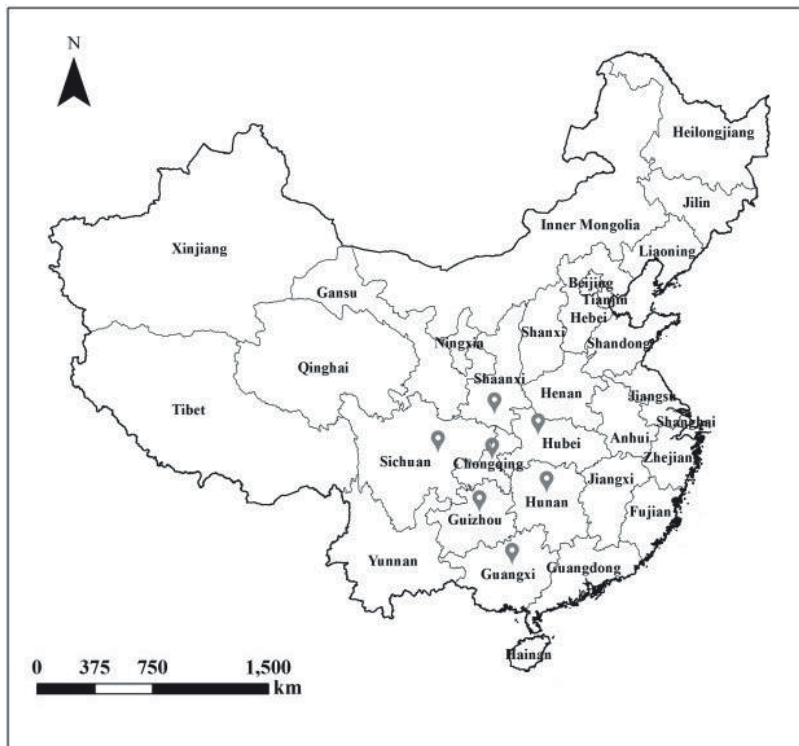 N
Heilongjiang
Jilin
Inner Mongolia
Liaoning
Xinjiang
Beijing
Tianjin
Gansu
Hebei
Shanxi
Ningxia
Shandong
Qinghai
Shaanxi
Henan
Jiangsu
Tibet
Shanghai
Hubei
Anhui
Sichuan
Chongqing
Zhejian
Jiangxi
Hunan
Guizhou
Fujian
Yunnan
Guangdong
Guangxi
Hainan
0 375 750 1,500
km